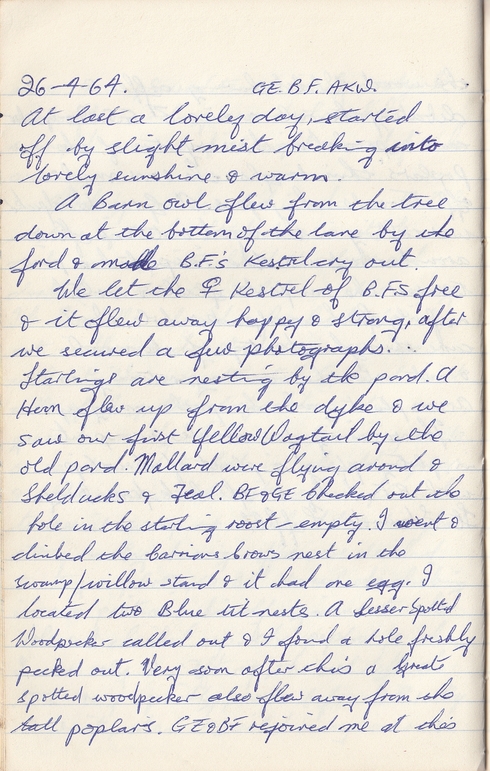 26-4-64. GE. B.F. AKW.
At last a lovely day, started
off by slight mist breaking into
lovely sunshine & warm.
A Barn owl flew from the tree
down at the bottom of the lane by the
ford & made B.F's Kestrel cry out.
We let the ♀ Kestrel of B.F.S free
& it flew away happy & strong, after
we secured a few photographs...
Starlings are nesting by the pond. A
Heron flew up from the dyke & we
saw our first Yellow Wagtail by the
old pond. Mallard were flying around &
Shelducks & Teal. BF&GE checked out the
hole in the starling roost - empty. I went &
climbed the Carrions Crows nest in the
swamp/willow stand & it had one egg. I
located two Blue tit nests. A Lesser Spotted
Woodpecker called out & I found a hole freshly
pecked out. Very soon after this a Great
spotted woodpecker also flew away from the
tall poplars. GE&BF rejoined me at this